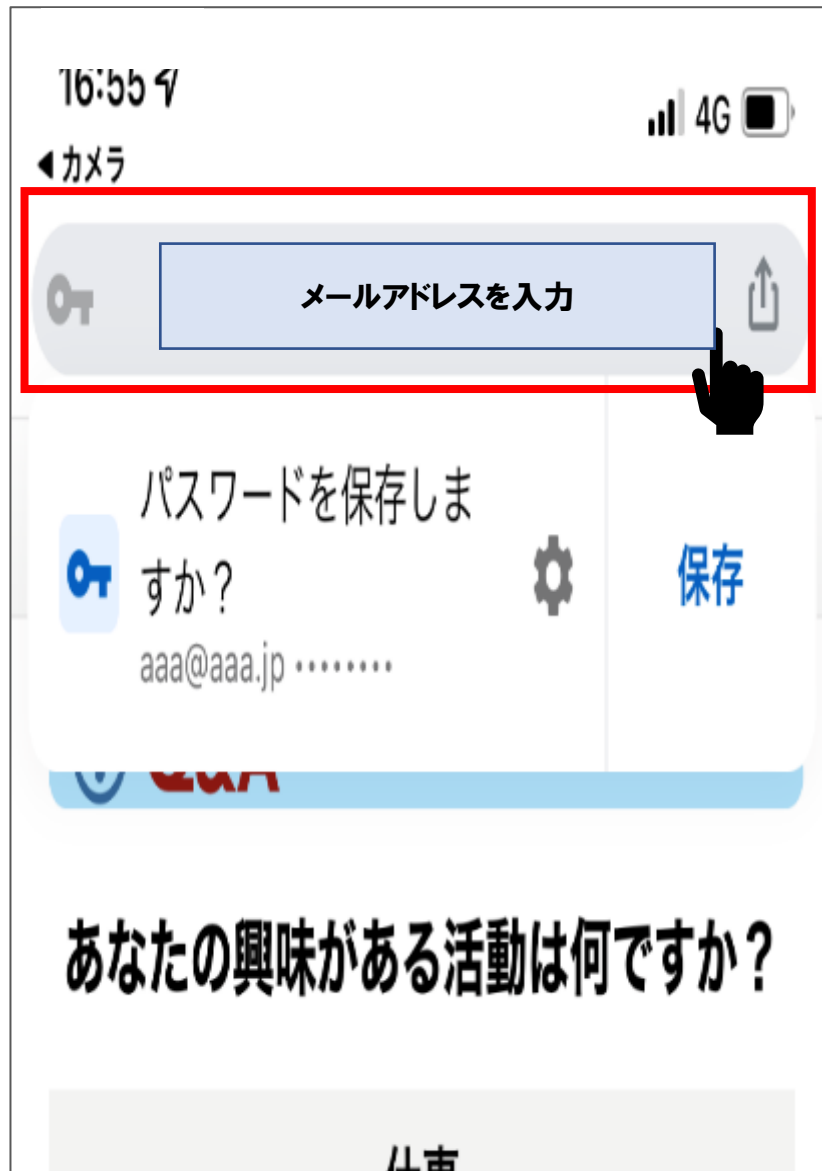 16:55
4G
カメラ
メールアドレスを入力
パスワードを保存しま
すか？
保存
aaa@aaa.jp ••••••••
Q&A
あなたの興味がある活動は何ですか？
仕事